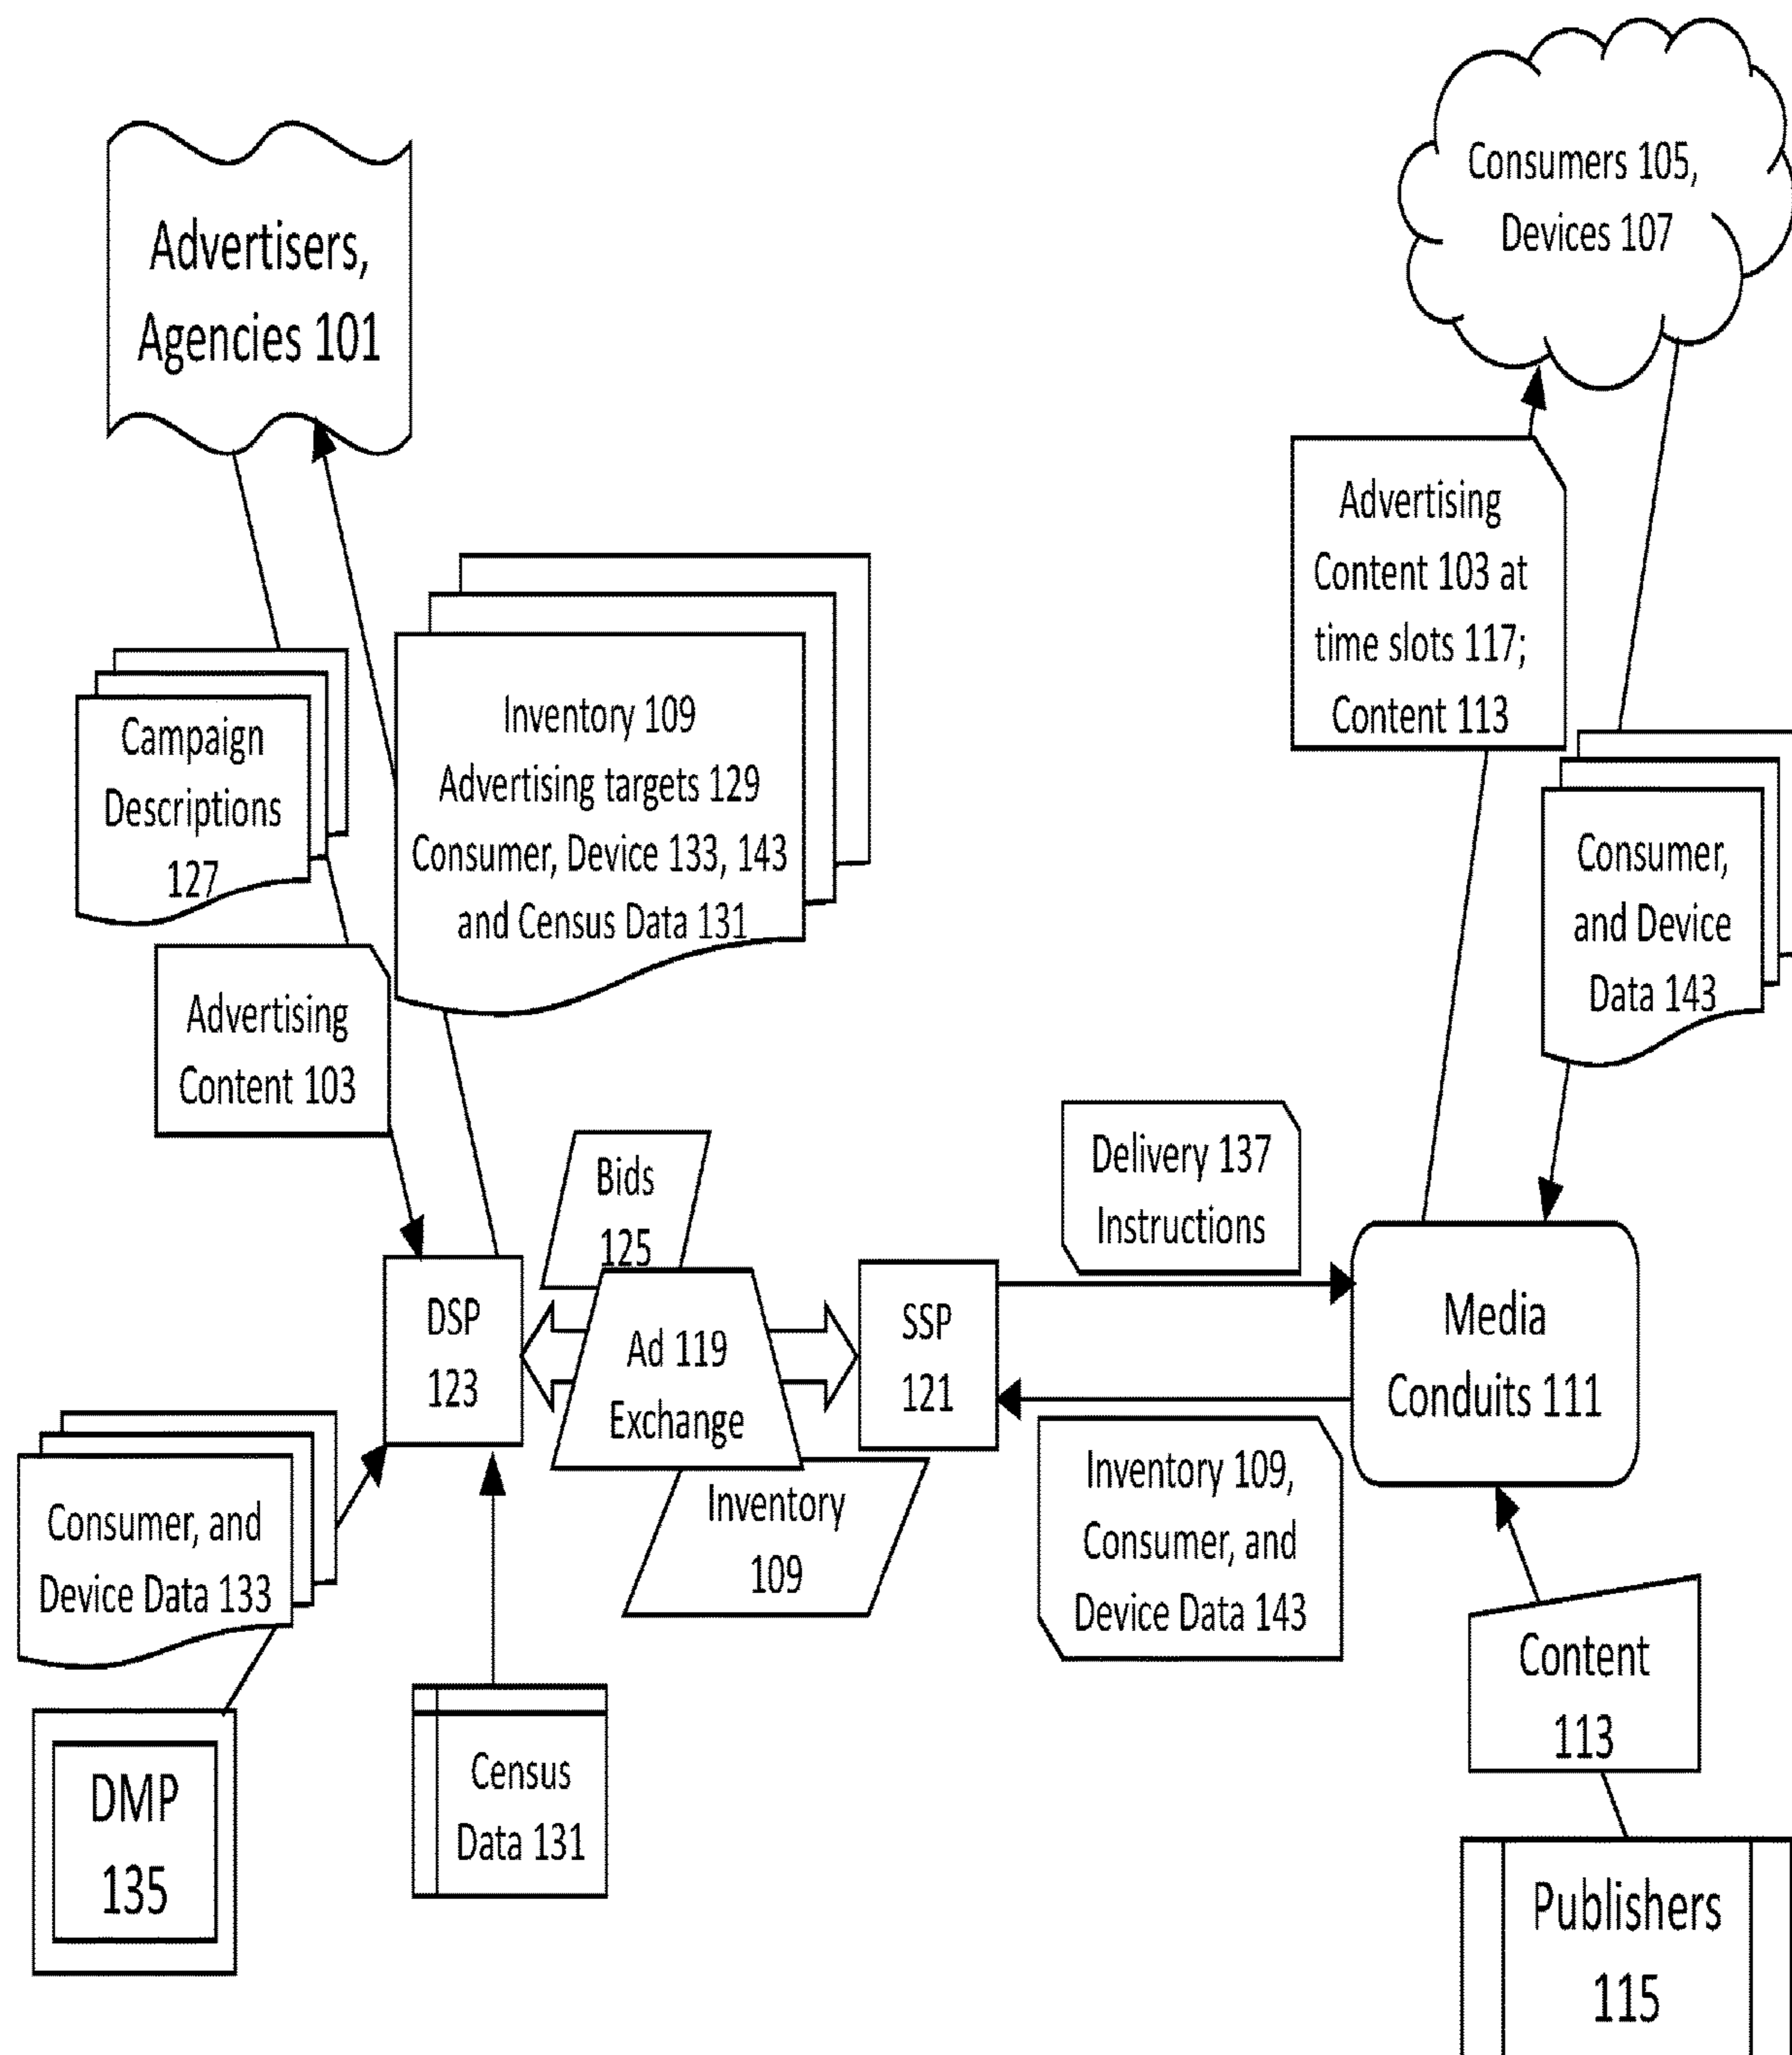 Advertisers,
Agencies 101
Consumers 105,
Devices 107
Advertising
Content 103 at
time slots 117;
Content 113
Campaign
Descriptions
127
Inventory 109
Advertising targets 129
Consumer, Device 133, 143
and Census Data 131
Consumer,
and Device
Data 143
Advertising
Content 103
Bids
125
Delivery 137
Instructions
DSP
123
Ad 119
Exchange
SSP
121
Media
Conduits 111
Inventory
109
Inventory 109,
Consumer, and
Device Data 143
Consumer, and
Device Data 133
Content
113
DMP
135
Census
Data 131
Publishers
115